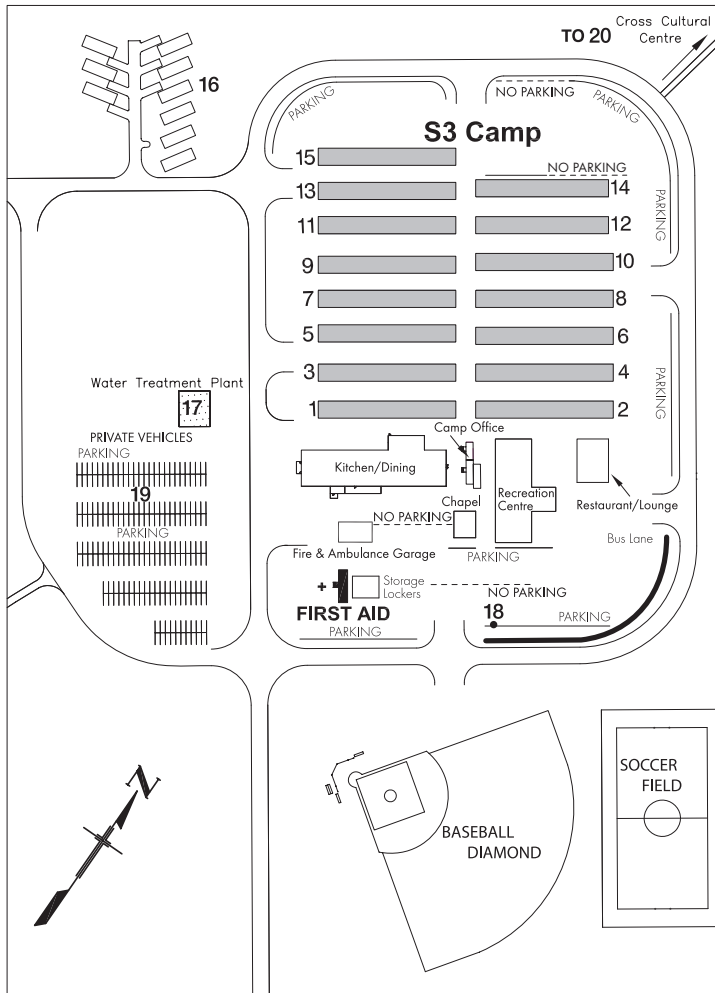 Cross Cultural
Centre
TO 20
16
NO PARKING
PARKING
PARKING
S3 Camp
15
NO PARKING
13
14
PARKING
11
12
9
10
7
8
5
6
3
4
PARKING
Water Treatment Plant
17
1
2
Camp Office
PRIVATE VEHICLES
PARKING
Kitchen/Dining
19
Chapel
Recreation
Centre
Restaurant/Lounge
NO PARKING
PARKING
Fire & Ambulance Garage
PARKING
Bus Lane
+
Storage
Lockers
NO PARKING
FIRST AID
18
PARKING
PARKING
N
SOCCER
FIELD
BASEBALL
DIAMOND